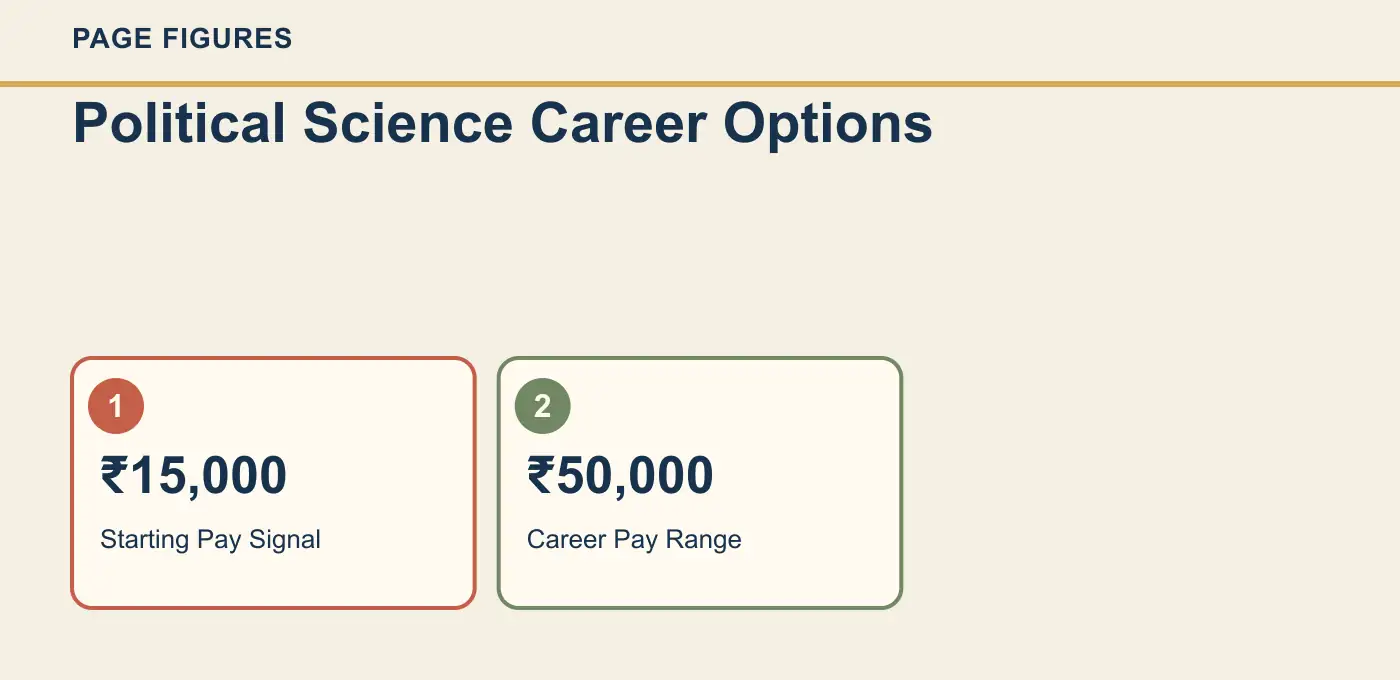 PAGE FIGURES
Political Science Career Options
1
₹15,000
Starting Pay Signal
2
₹50,000
Career Pay Range